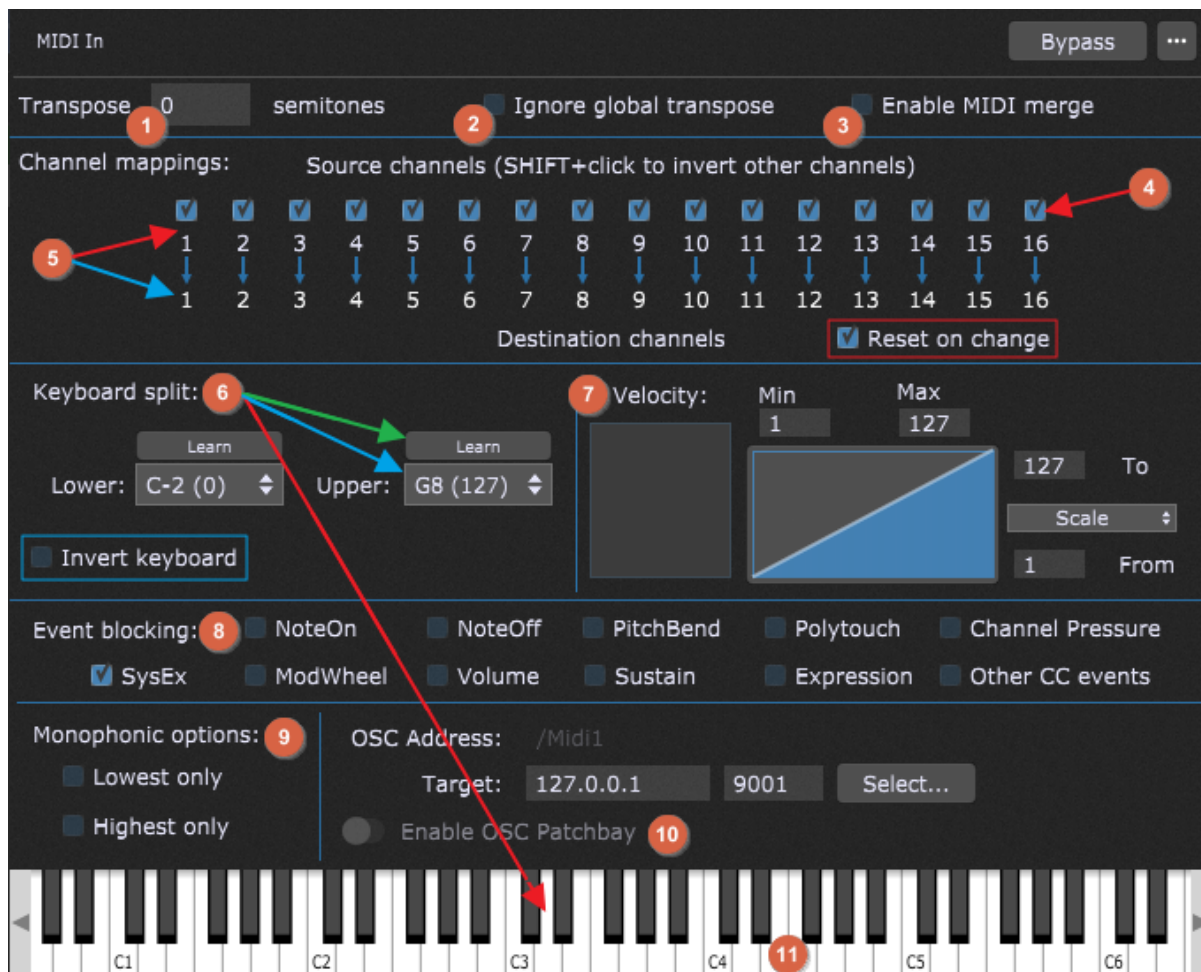 MIDI In Bypass ...
Transpose 0 semitones Ignore global transpose Enable MIDI merge
1 2 3
Channel mappings: Source channels (SHIFT+click to invert other channels)
4
1 2 3 4 5 6 7 8 9 10 11 12 13 14 15 16
5
1 2 3 4 5 6 7 8 9 10 11 12 13 14 15 16
Destination channels Reset on change
Keyboard split: 6 7 Velocity: Min Max
1 127
Learn Learn
Lower: C-2 (0) Upper: G8 (127) 127 To
Scale
Invert keyboard 1 From
Event blocking: 8 NoteOn NoteOff PitchBend Polytouch Channel Pressure
SysEx ModWheel Volume Sustain Expression Other CC events
Monophonic options: 9 OSC Address: /Midi1
Lowest only Target: 127.0.0.1 9001 Select...
Highest only Enable OSC Patchbay 10
C1 C2 C3 C4 11 C5 C6